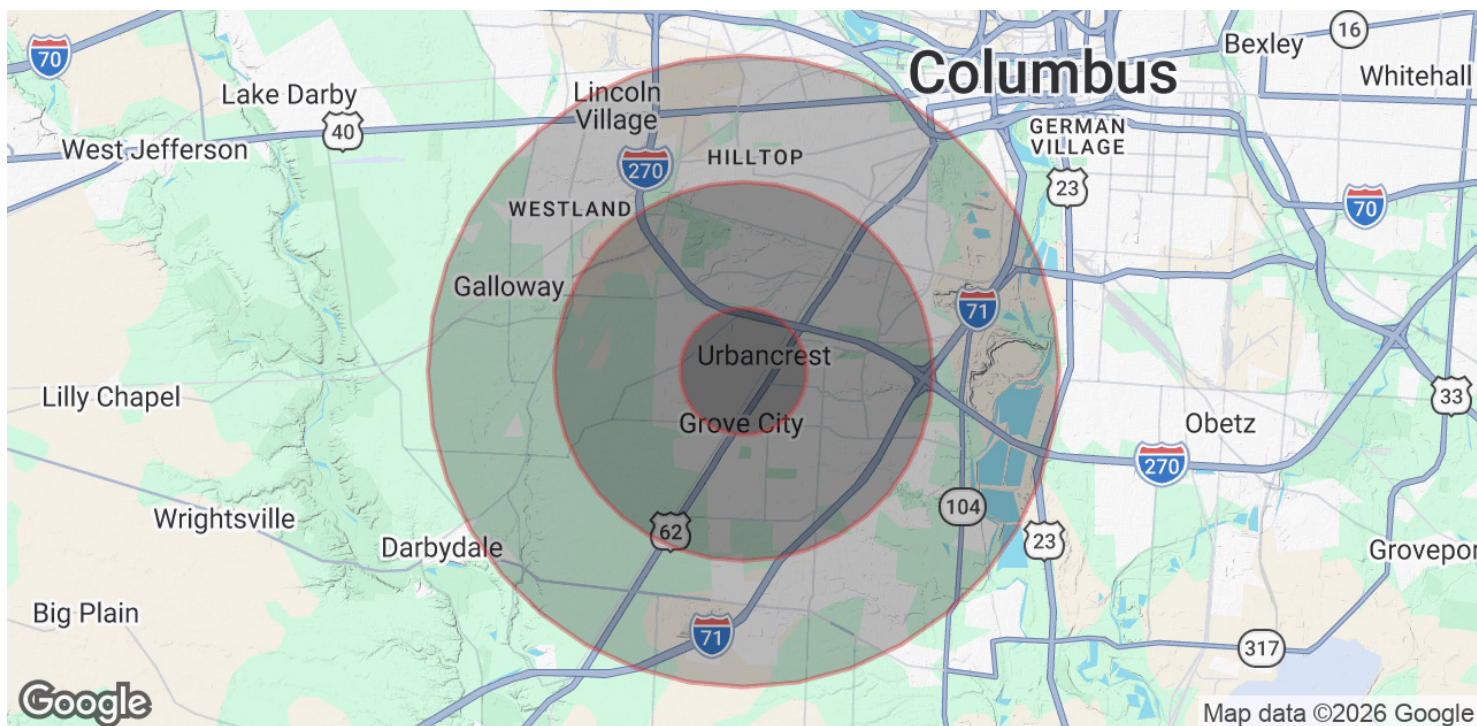 70
Lake Darby
40
West Jefferson
Lincoln
Village
270
HILLTOP
WESTLAND
Galloway
Columbus
GERMAN
VILLAGE
23
Bexley
16
Whitehall
70
71
Urbancrest
Grove City
Lilly Chapel
33
Obetz
270
104
23
Wrightsville
Darbydale
62
Grovepor
Big Plain
71
317
Google
Map data ©2026 Google